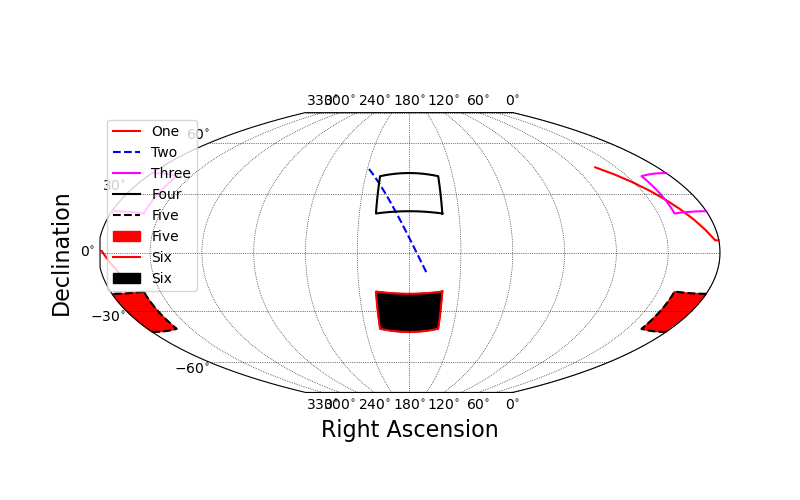 330°300° 240° 180° 120° 60° 0°
One
Two
Three
Four
Five
Five
Six
Six
60°
30°
0°
−30°
−60°
Declination
330°300° 240° 180° 120° 60° 0°
Right Ascension